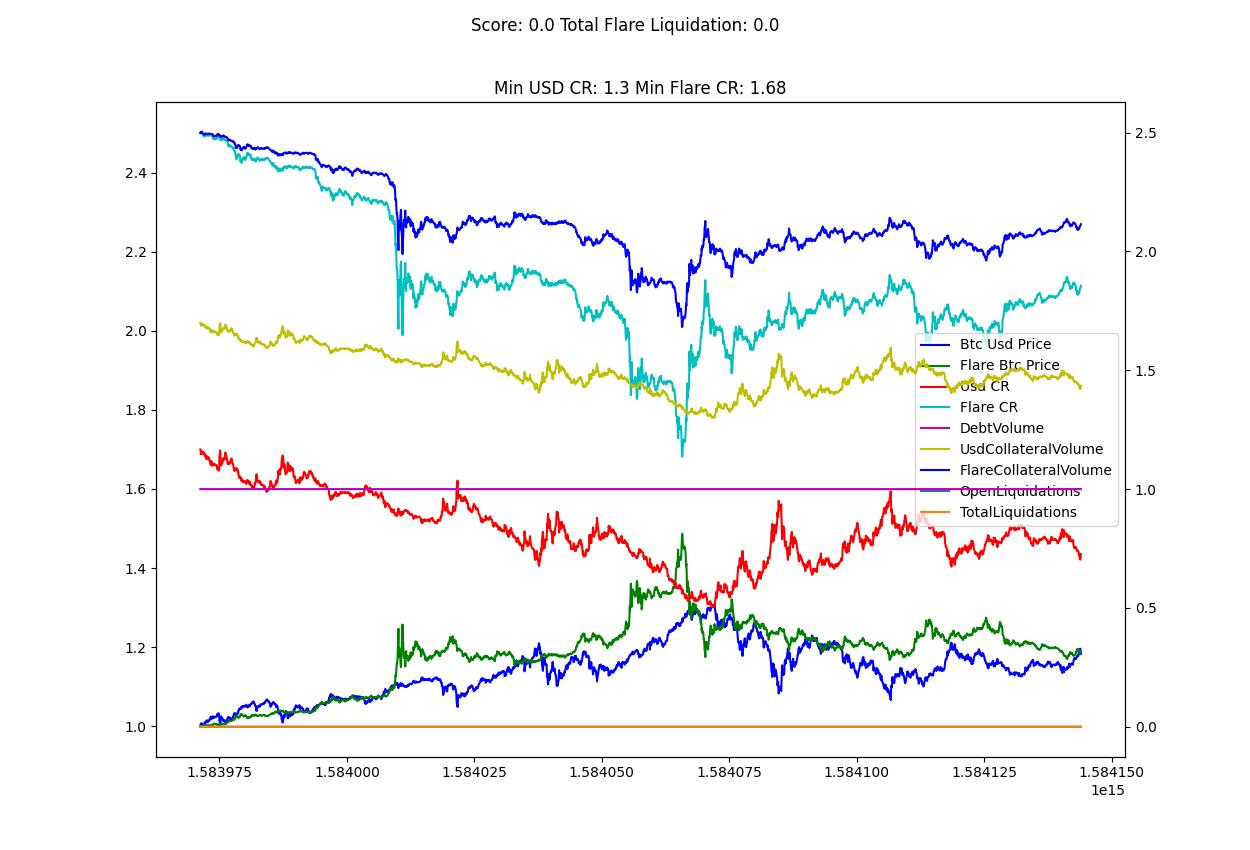 Score: 0.0 Total Flare Liquidation: 0.0
Min USD CR: 1.3 Min Flare CR: 1.68
2.4
2.2
2.0
1.8
1.6
1.4
1.2
1.0
2.5
2.0
1.5
1.0
0.5
0.0
Btc Usd Price
Flare Btc Price
Usd CR
Flare CR
DebtVolume
UsdCollateralVolume
FlareCollateralVolume
OpenLiquidations
TotalLiquidations
1.583975 1.584000 1.584025 1.584050 1.584075 1.584100 1.584125 1.584150
1e15